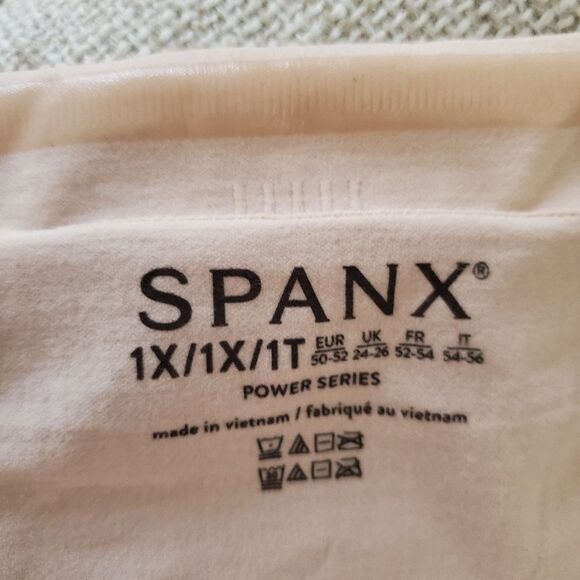 SPANX®
1X/1X/1T EUR 50-52 UK 24-26 FR 52-54 IT 54-56
POWER SERIES
made in vietnam / fabriqué au vietnam